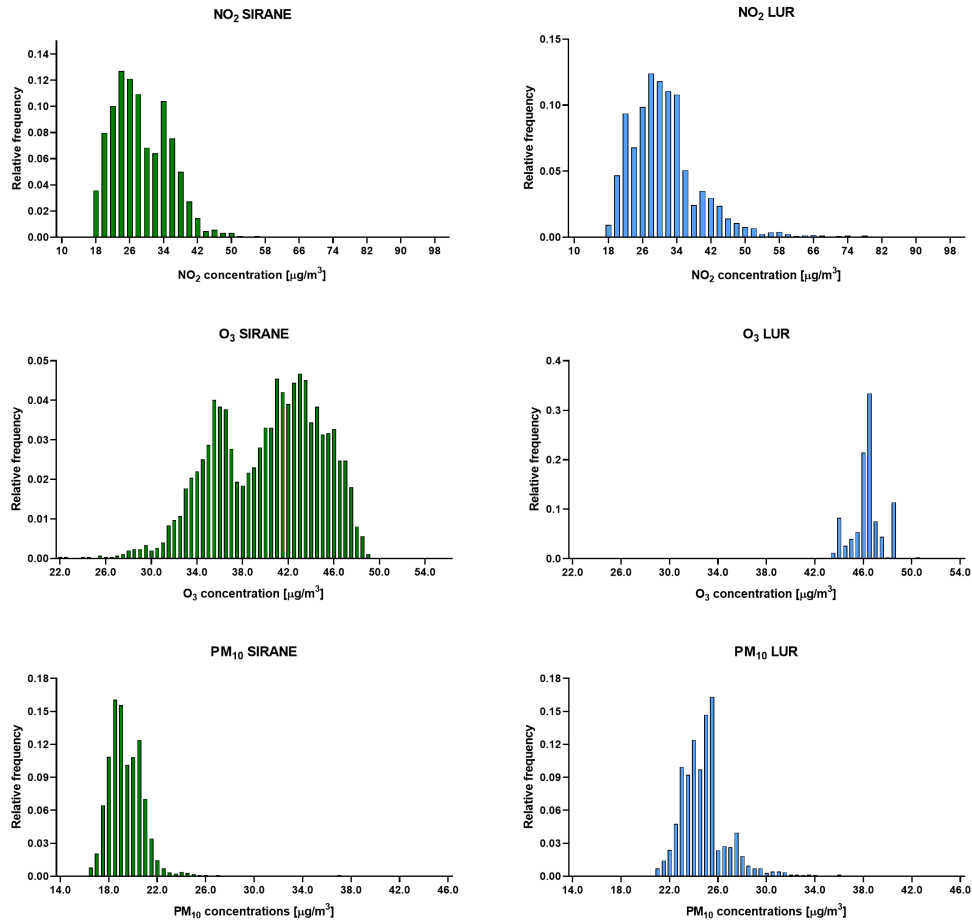 NO₂ SIRANE
Relative frequency
0.14
0.12
0.10
0.08
0.06
0.04
0.02
0.00
10 18 26 34 42 50 58 66 74 82 90 98
NO₂ concentration [μg/m³]
NO₂ LUR
Relative frequency
0.15
0.10
0.05
0.00
10 18 26 34 42 50 58 66 74 82 90 98
NO₂ concentration [μg/m³]
O₃ SIRANE
Relative frequency
0.05
0.04
0.03
0.02
0.01
0.00
22.0 26.0 30.0 34.0 38.0 42.0 46.0 50.0 54.0
O₃ concentration [μg/m³]
O₃ LUR
Relative frequency
0.4
0.3
0.2
0.1
0.0
22.0 26.0 30.0 34.0 38.0 42.0 46.0 50.0 54.0
O₃ concentration [μg/m³]
PM₁₀ SIRANE
Relative frequency
0.18
0.15
0.12
0.09
0.06
0.03
0.00
14.0 18.0 22.0 26.0 30.0 34.0 38.0 42.0 46.0
PM₁₀ concentrations [μg/m³]
PM₁₀ LUR
Relative frequency
0.18
0.15
0.12
0.09
0.06
0.03
0.00
14.0 18.0 22.0 26.0 30.0 34.0 38.0 42.0 46.0
PM₁₀ concentrations [μg/m³]